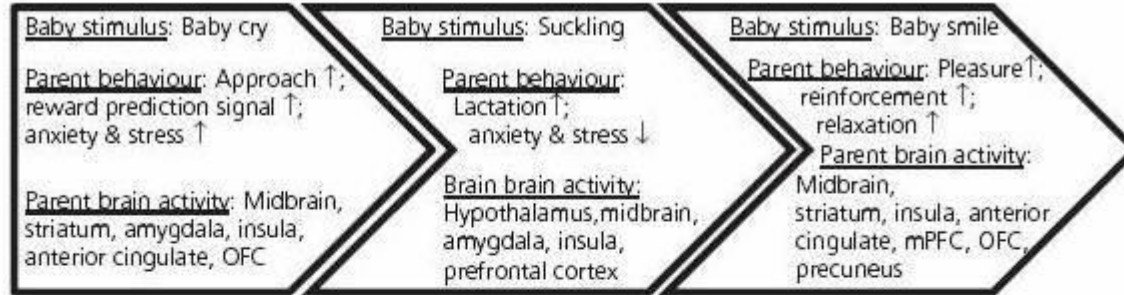 Baby stimulus: Baby cry
Parent behaviour: Approach ↑;
reward prediction signal ↑;
anxiety & stress ↑
Parent brain activity: Midbrain,
striatum, amygdala, insula,
anterior cingulate, OFC
Baby stimulus: Suckling
Parent behaviour:
Lactation↑;
anxiety & stress ↓
Brain brain activity:
Hypothalamus,midbrain,
amygdala, insula,
prefrontal cortex
Baby stimulus: Baby smile
Parent behaviour: Pleasure↑;
reinforcement ↑;
relaxation ↑
Parent brain activity:
Midbrain,
striatum, insula, anterior
cingulate, mPFC, OFC,
precuneus